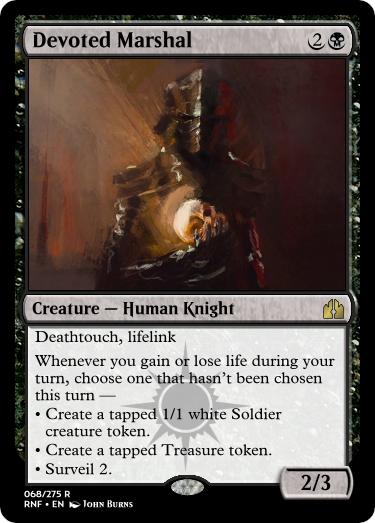 Devoted Marshal 2
Creature — Human Knight
Deathtouch, lifelink
Whenever you gain or lose life during your
turn, choose one that hasn't been chosen
this turn —
• Create a tapped 1/1 white Soldier
creature token.
• Create a tapped Treasure token.
• Surveil 2.
2/3
068/275 R
RNF • EN John Burns